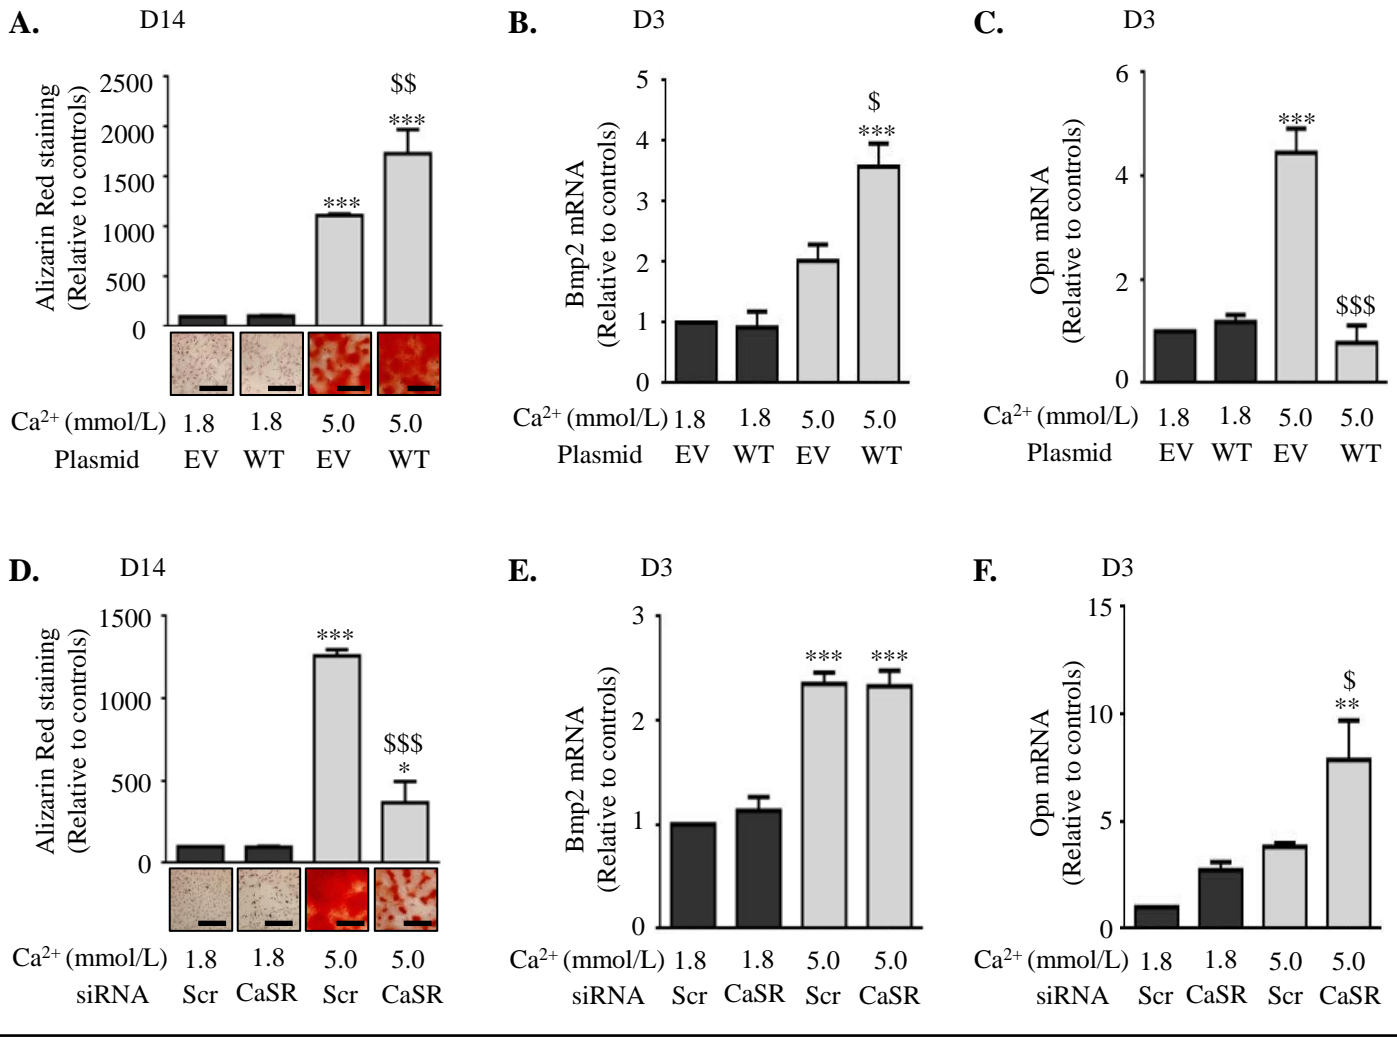 A. D14
Alizarin Red staining
(Relative to controls)
2500
2000
1500
1000
500
0
***
$$
***
Ca²⁺ (mmol/L) 1.8 1.8 5.0 5.0
Plasmid EV WT EV WT
B. D3
Bmp2 mRNA
(Relative to controls)
5
4
3
2
1
0
$
***
Ca²⁺ (mmol/L) 1.8 1.8 5.0 5.0
Plasmid EV WT EV WT
C. D3
Opn mRNA
(Relative to controls)
6
4
2
0
***
$$$
Ca²⁺ (mmol/L) 1.8 1.8 5.0 5.0
Plasmid EV WT EV WT
D. D14
Alizarin Red staining
(Relative to controls)
1500
1000
500
0
***
$$$
*
Ca²⁺ (mmol/L) 1.8 1.8 5.0 5.0
siRNA Scr CaSR Scr CaSR
E. D3
Bmp2 mRNA
(Relative to controls)
3
2
1
0
*** ***
Ca²⁺ (mmol/L) 1.8 1.8 5.0 5.0
siRNA Scr CaSR Scr CaSR
F. D3
Opn mRNA
(Relative to controls)
15
10
5
0
$
**
Ca²⁺ (mmol/L) 1.8 1.8 5.0 5.0
siRNA Scr CaSR Scr CaSR